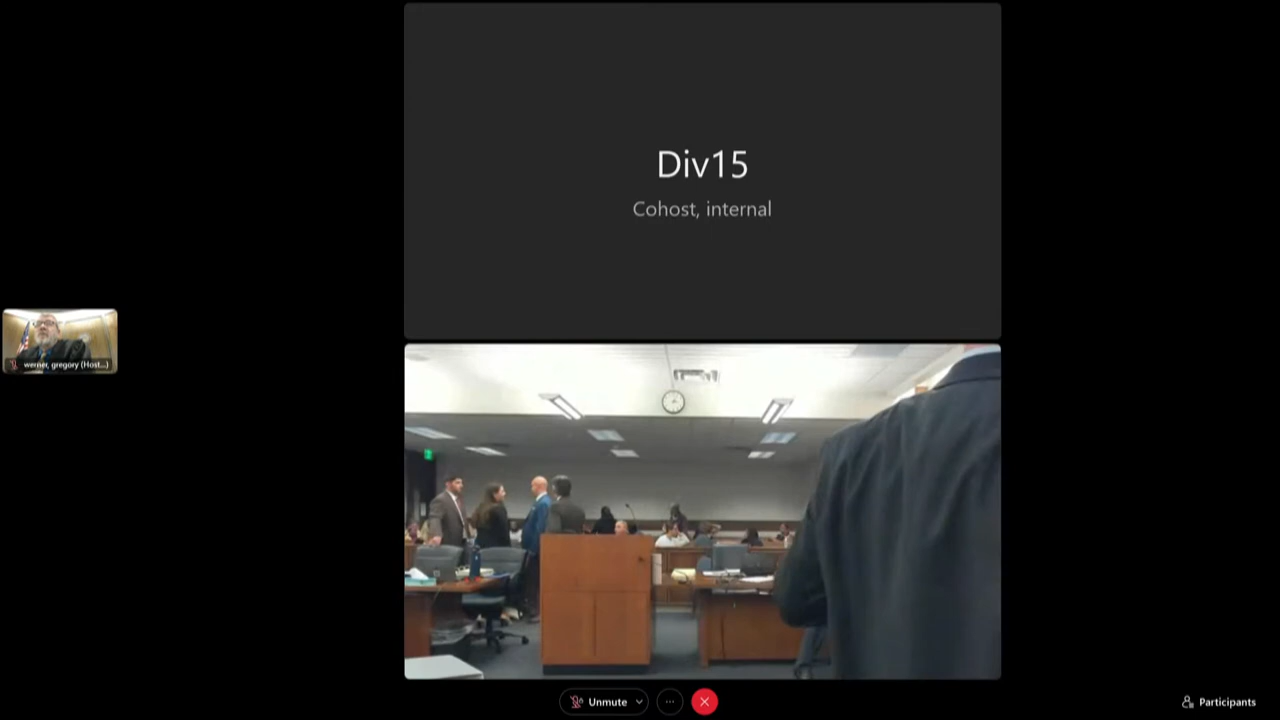 Div15
Cohost, internal
werner, gregory (Host...)
Unmute
Participants